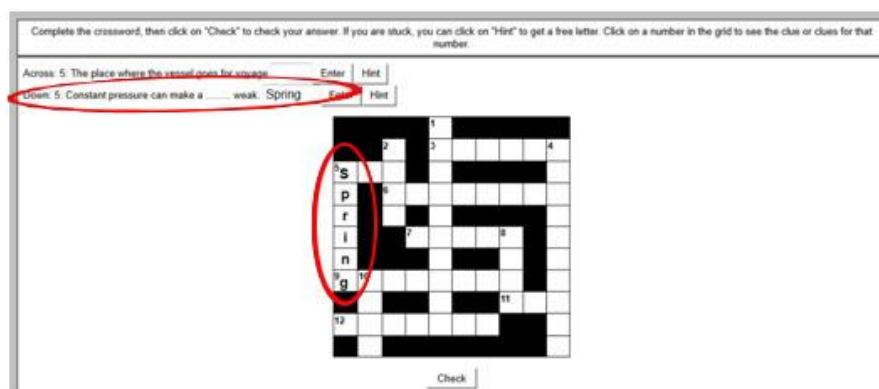 Complete the crossword, then click on "Check" to check your answer. If you are stuck, you can click on "Hint" to get a free letter. Click on a number in the grid to see the clue or clues for that
number.
Across: 5: The place where the vessel goes for voyage. Enter Hint
Down: 5. Constant pressure can make a ...... weak. Spring Enter Hint
1
2 3 4
5 S
p 6
r
i 7 8
n
9 g 10
11
12
Check